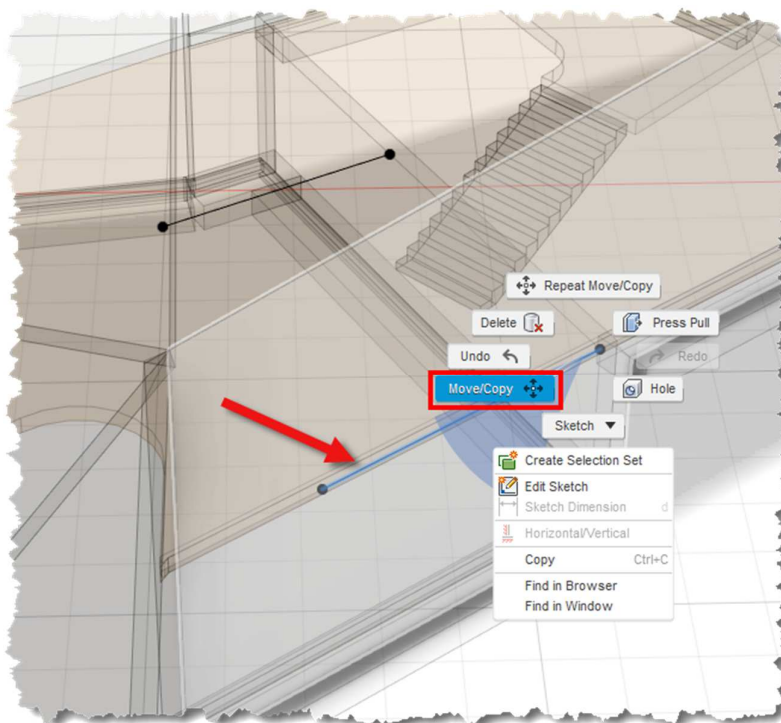 Repeat Move/Copy
Delete
Press Pull
Undo
Redo
Move/Copy
Hole
Sketch
Create Selection Set
Edit Sketch
Sketch Dimension d
Horizontal/Vertical
Copy Ctrl+C
Find in Browser
Find in Window